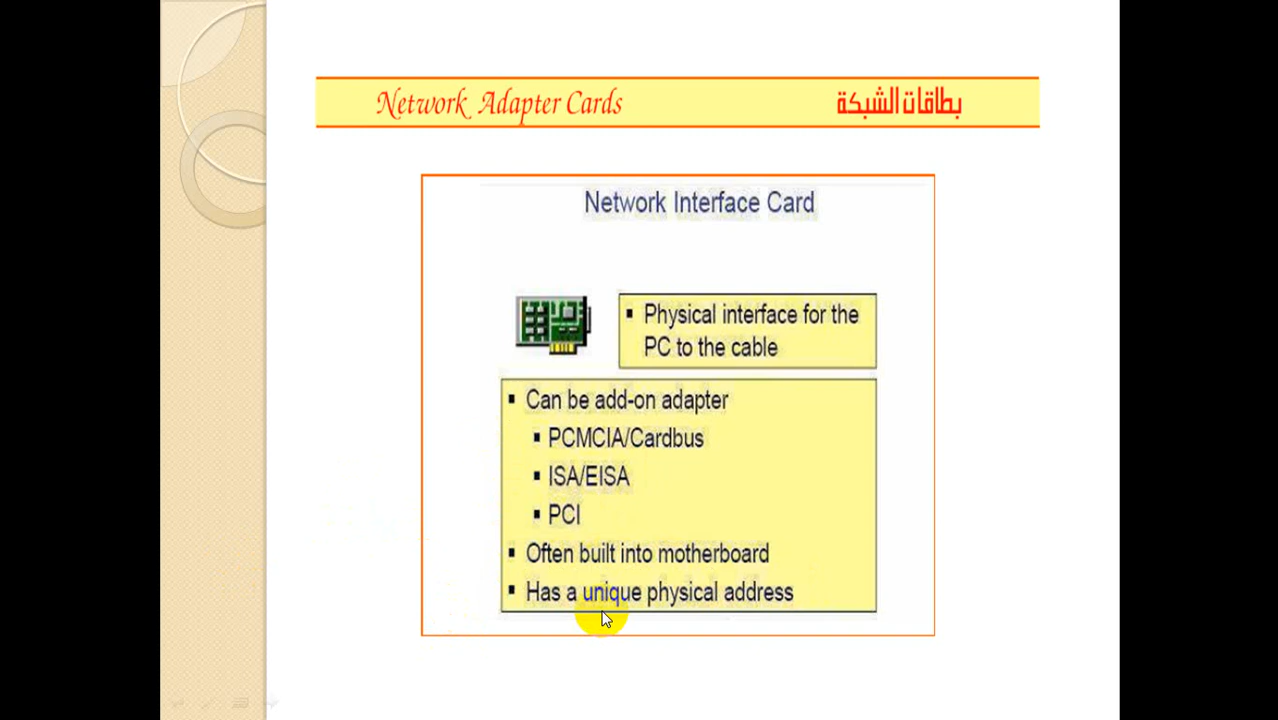 Network Adapter Cards بطاقات الشبكة
Network Interface Card
▪ Physical interface for the
PC to the cable
▪ Can be add-on adapter
▪ PCMCIA/Cardbus
▪ ISA/EISA
▪ PCI
▪ Often built into motherboard
▪ Has a unique physical address